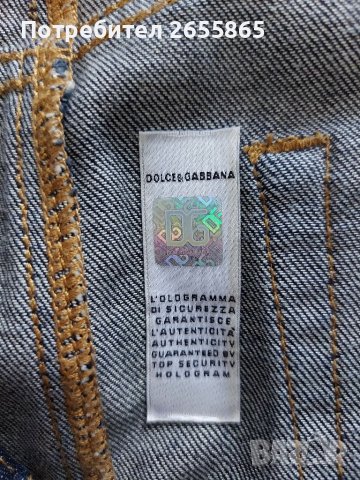 Потребител 2655865
DOLCE&GABBANA
DG
L'OLOGRAMMA
DI SICUREZZA
GARANTISCE
L'AUTENTICITÀ
AUTHENTICITY
GUARANTEED BY
TOP SECURITY
HOLOGRAM